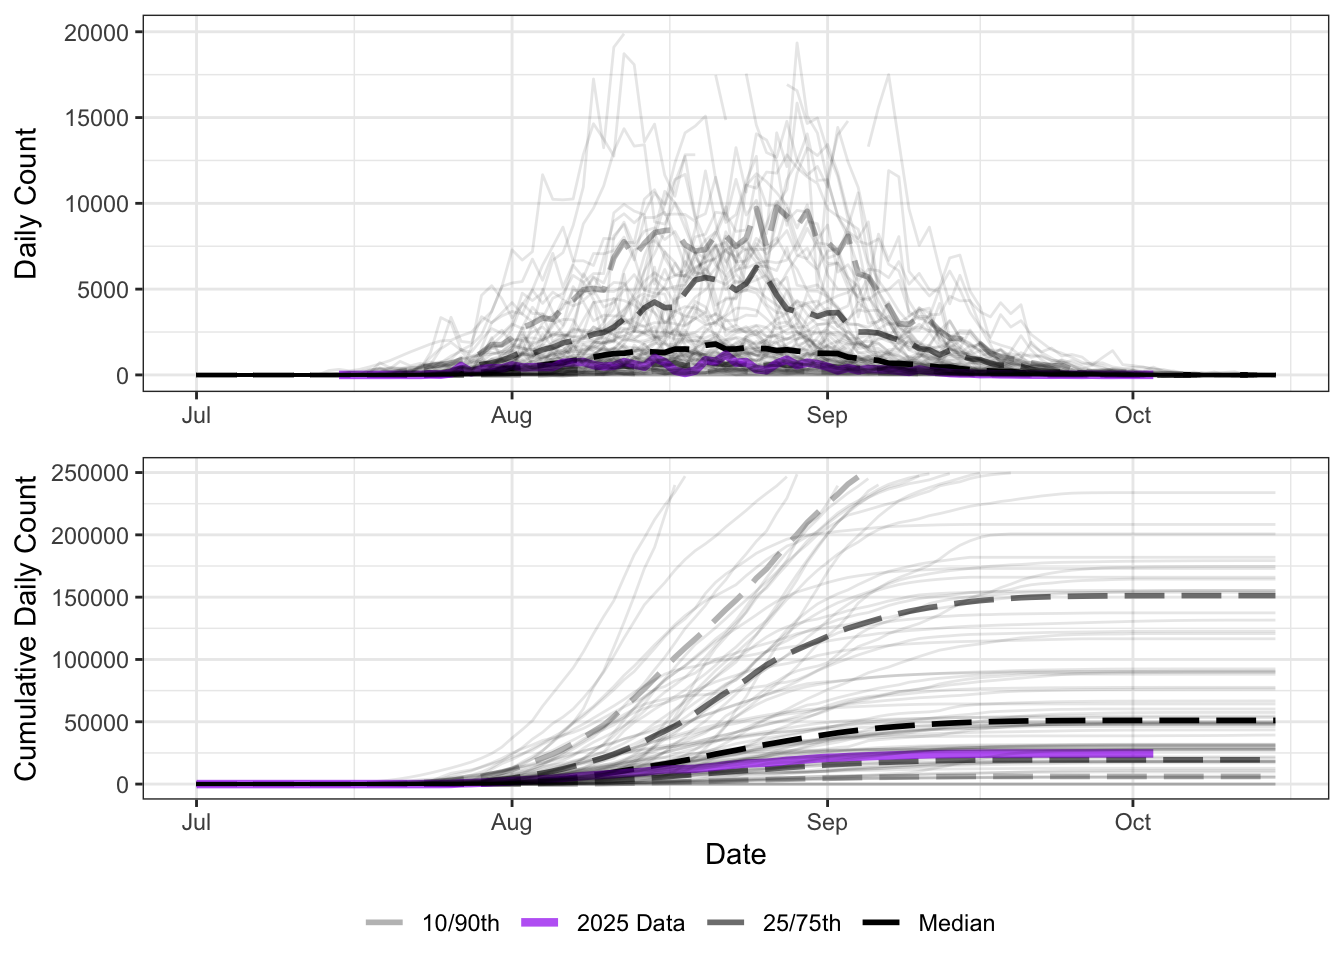 Daily Count
20000
15000
10000
5000
0
Jul Aug Sep Oct
Cumulative Daily Count
250000
200000
150000
100000
50000
0
Jul Aug Sep Oct
Date
10/90th 2025 Data 25/75th Median